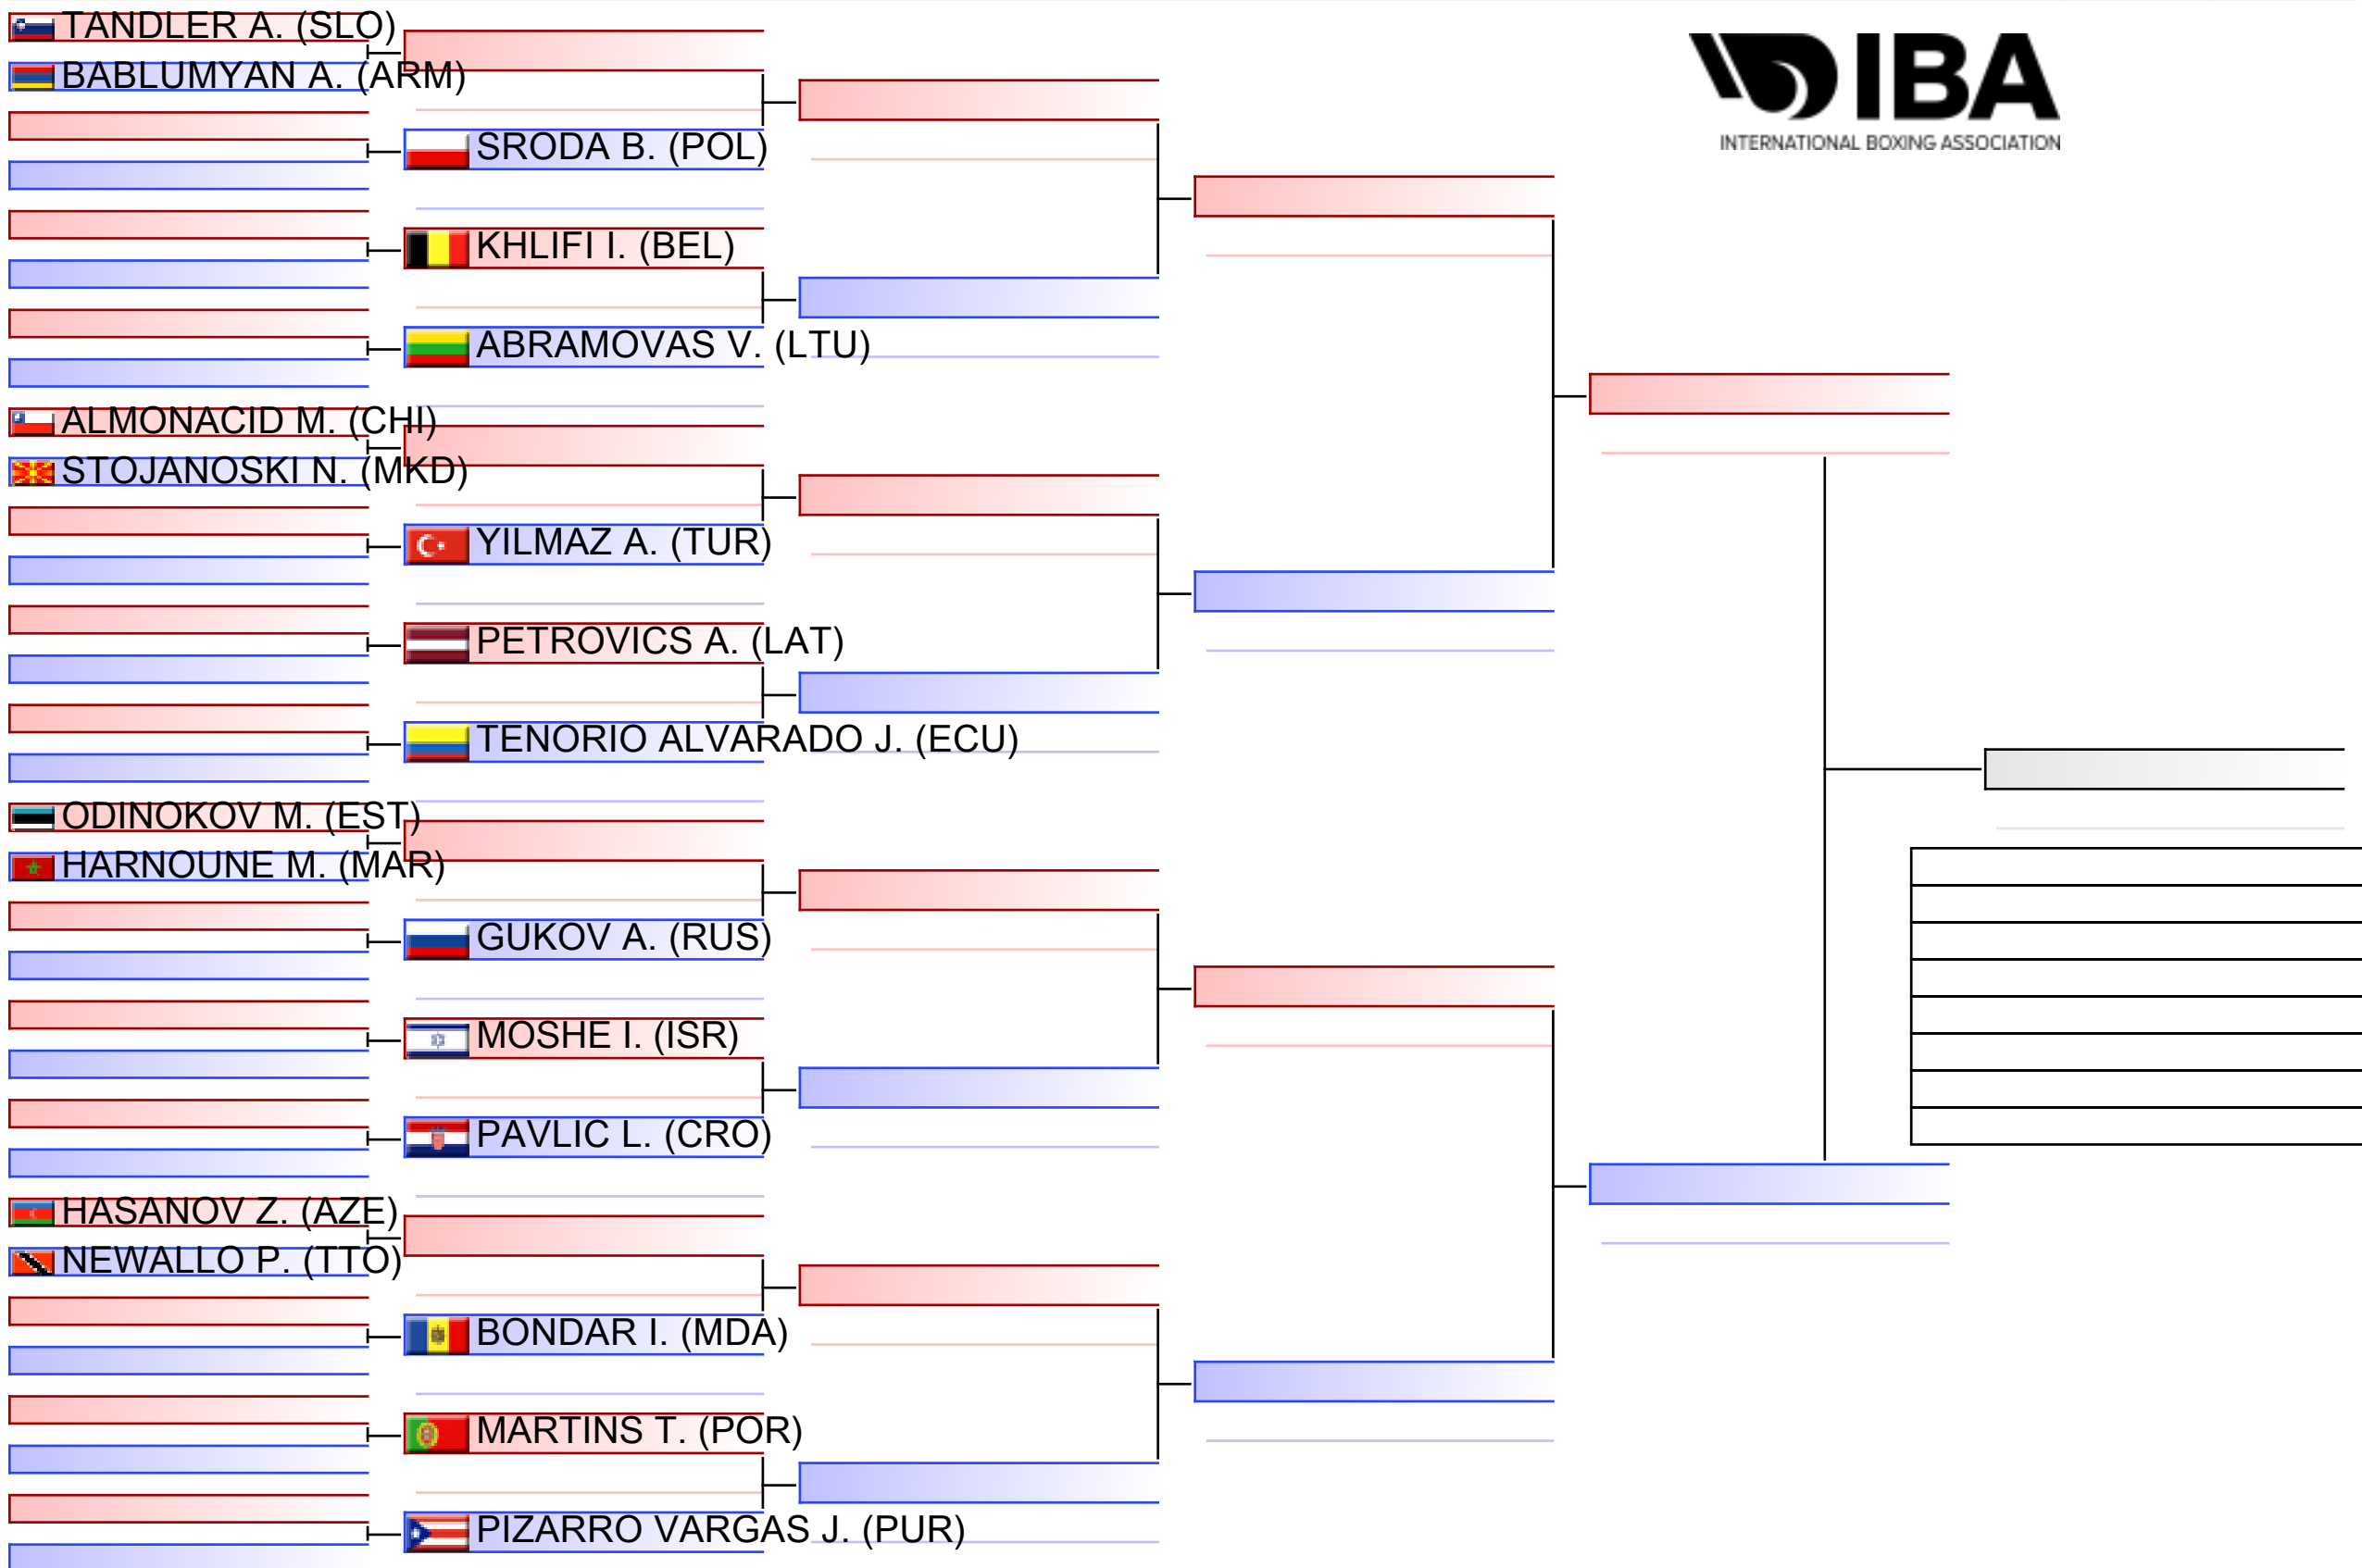 TANDLER A. (SLO)
BABLUMYAN A. (ARM)
IBA
INTERNATIONAL BOXING ASSOCIATION
SRODA B. (POL)
KHLIFI I. (BEL)
ABRAMOVAS V. (LTU)
ALMONACID M. (CHI)
STOJANOSKI N. (MKD)
YILMAZ A. (TUR)
PETROVICS A. (LAT)
TENORIO ALVARADO J. (ECU)
ODINOKOV M. (EST)
HARNOUNE M. (MAR)
GUKOV A. (RUS)
MOSHE I. (ISR)
PAVLIC L. (CRO)
HASANOV Z. (AZE)
NEWALLO P. (TTO)
BONDAR I. (MDA)
MARTINS T. (POR)
PIZARRO VARGAS J. (PUR)